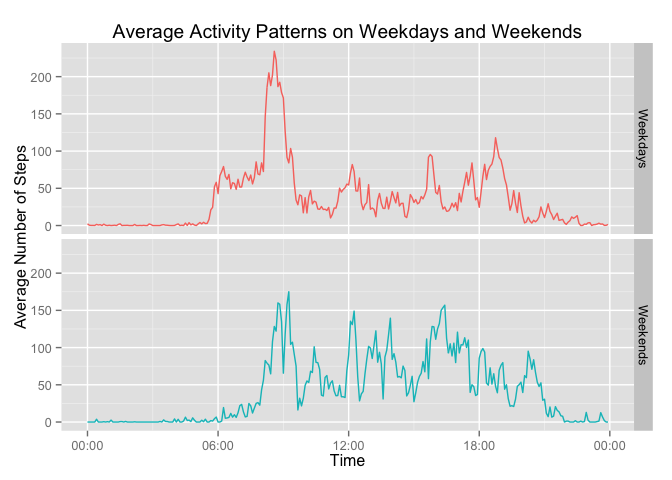 Average Activity Patterns on Weekdays and Weekends
Average Number of Steps
200
150
100
50
0
Weekdays
200
150
100
50
0
Weekends
00:00 06:00 12:00 18:00 00:00
Time